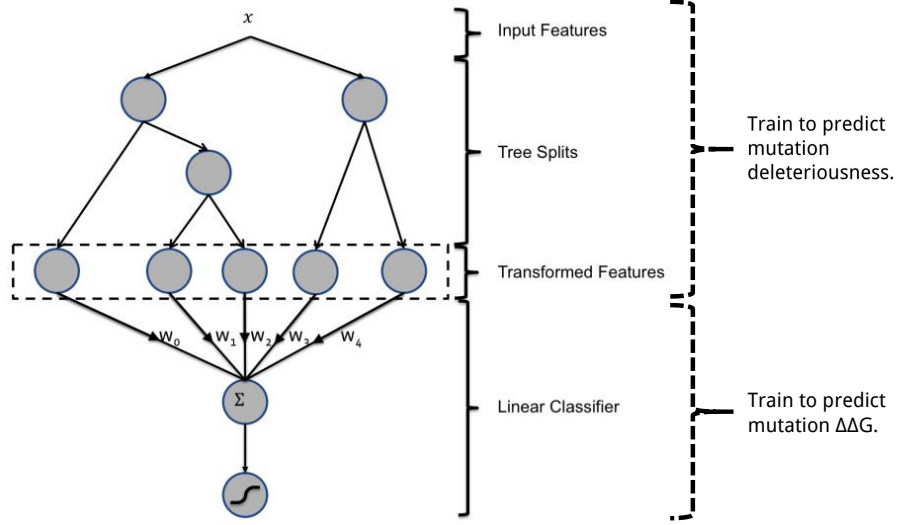 x
Input Features
Tree Splits
Train to predict
mutation
deleteriousness.
Transformed Features
W₀ W₁ W₂ W₃ W₄
Σ
Linear Classifier
Train to predict
mutation ΔΔG.